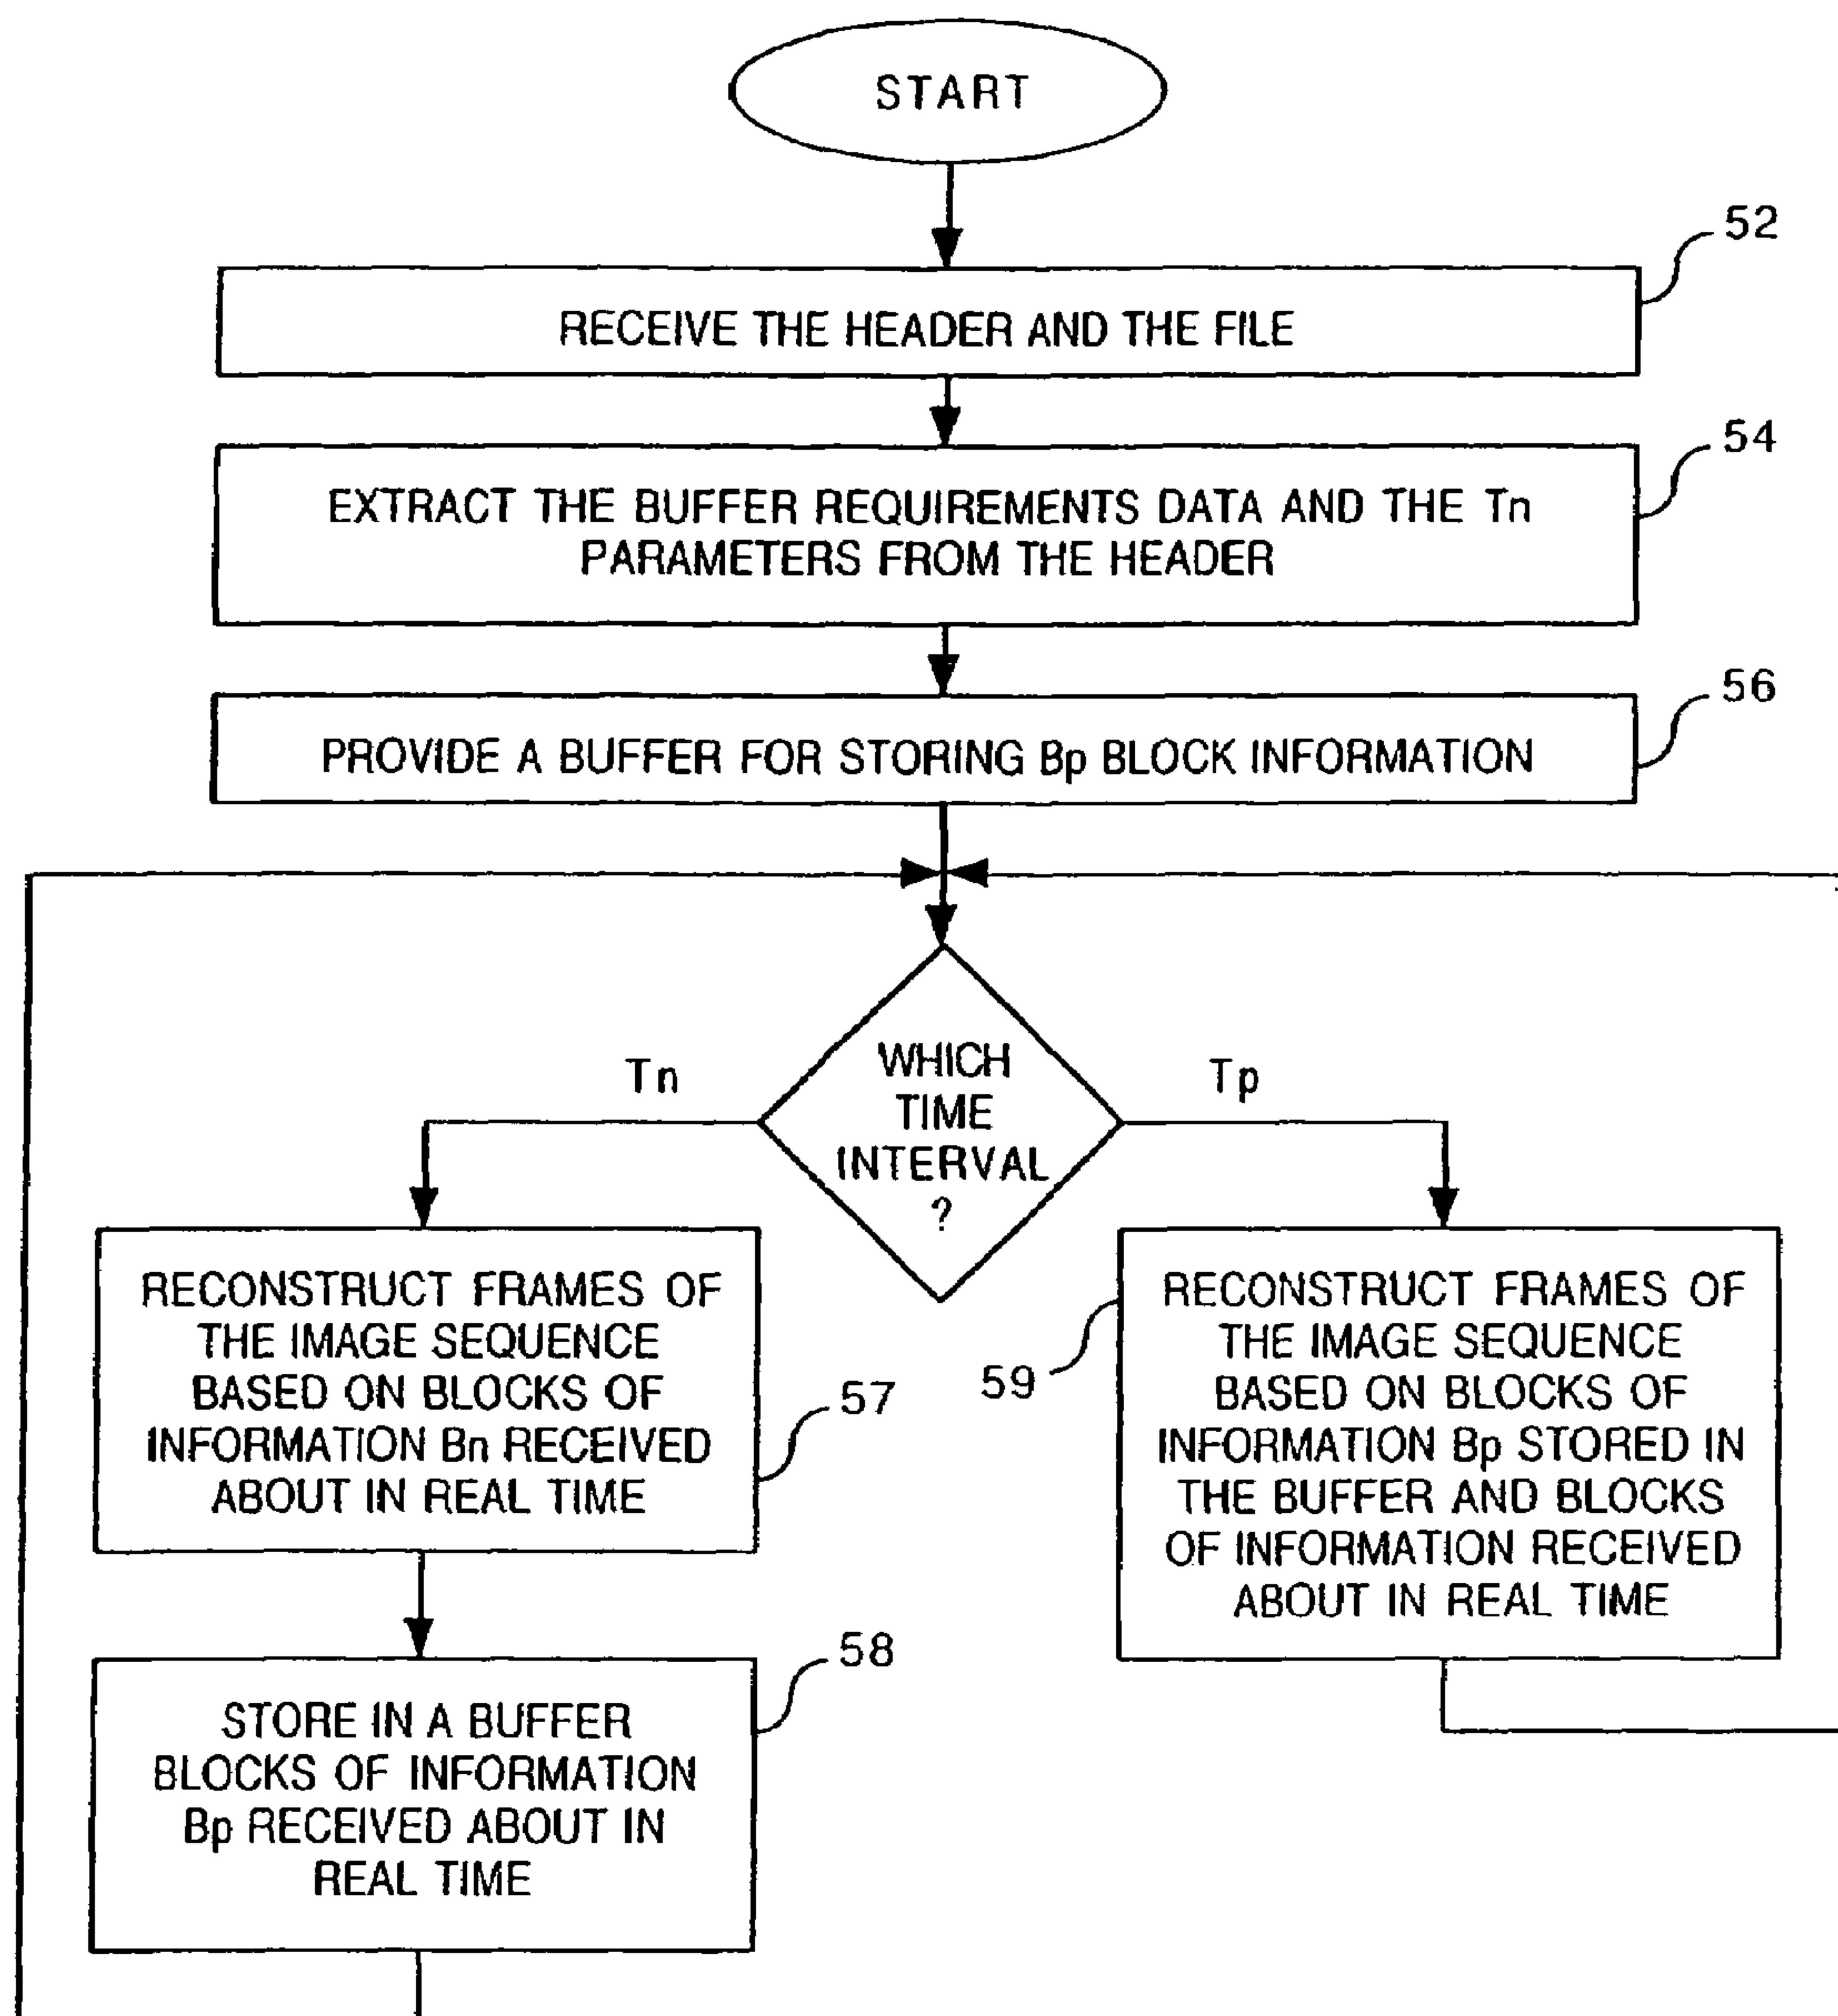 START
52
RECEIVE THE HEADER AND THE FILE
54
EXTRACT THE BUFFER REQUIREMENTS DATA AND THE Tn
PARAMETERS FROM THE HEADER
56
PROVIDE A BUFFER FOR STORING Bp BLOCK INFORMATION
WHICH
TIME
INTERVAL
?
Tn
Tp
RECONSTRUCT FRAMES OF
THE IMAGE SEQUENCE
BASED ON BLOCKS OF
INFORMATION Bn RECEIVED
ABOUT IN REAL TIME
57
59
RECONSTRUCT FRAMES OF
THE IMAGE SEQUENCE
BASED ON BLOCKS OF
INFORMATION Bp STORED IN
THE BUFFER AND BLOCKS
OF INFORMATION RECEIVED
ABOUT IN REAL TIME
58
STORE IN A BUFFER
BLOCKS OF INFORMATION
Bp RECEIVED ABOUT IN
REAL TIME